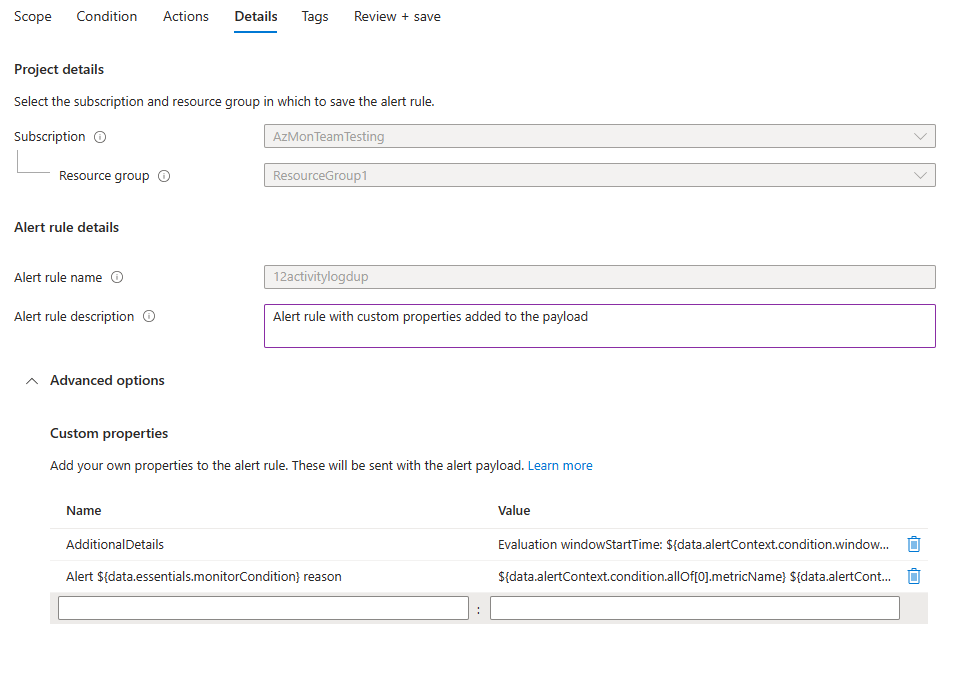 Scope Condition Actions Details Tags Review + save
Project details
Select the subscription and resource group in which to save the alert rule.
Subscription AzMonTeamTesting
Resource group ResourceGroup1
Alert rule details
Alert rule name 12activitylogdup
Alert rule description Alert rule with custom properties added to the payload
Advanced options
Custom properties
Add your own properties to the alert rule. These will be sent with the alert payload. Learn more
Name Value
AdditionalDetails Evaluation windowStartTime: ${data.alertContext.condition.window...
Alert ${data.essentials.monitorCondition} reason ${data.alertContext.condition.allOf[0].metricName} ${data.alertCont...
: